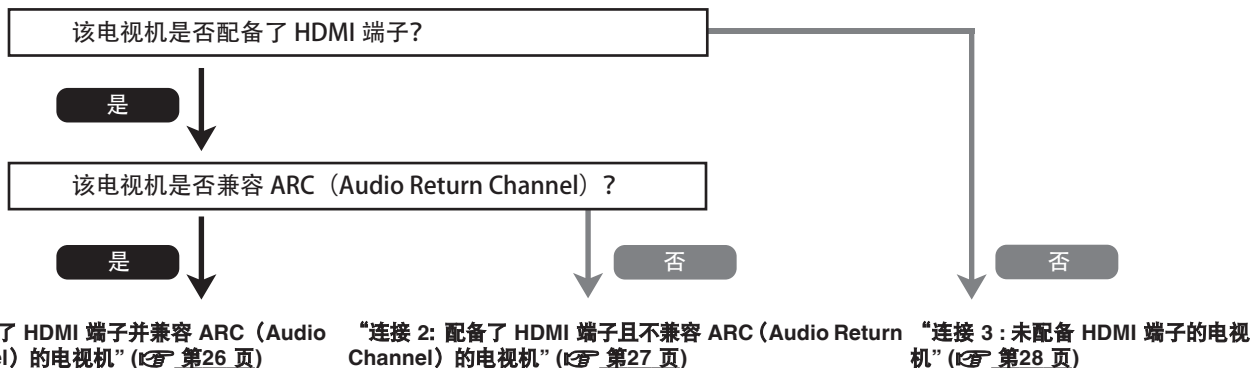 该电视机是否配备了 HDMI 端子?
是
该电视机是否兼容 ARC（Audio Return Channel）?
是
否
否
了 HDMI 端子并兼容 ARC（Audio
）的电视机” (☞ 第26 页)
“连接 2: 配备了 HDMI 端子且不兼容 ARC（Audio Return
Channel）的电视机” (☞ 第27 页)
“连接 3 : 未配备 HDMI 端子的电视
机” (☞ 第28 页)